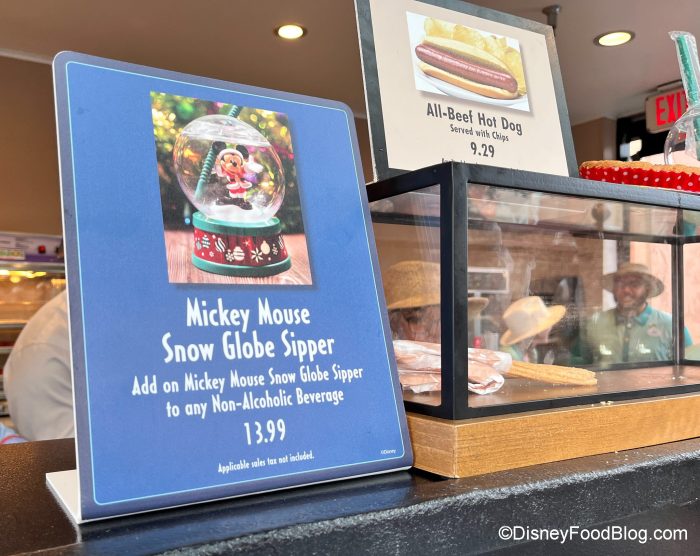 Mickey Mouse
Snow Globe Sipper
Add on Mickey Mouse Snow Globe Sipper
to any Non-Alcoholic Beverage
13.99
Applicable sales tax not included.
©Disney
All-Beef Hot Dog
Served with Chips
9.29
EXI
©DisneyFoodBlog.com